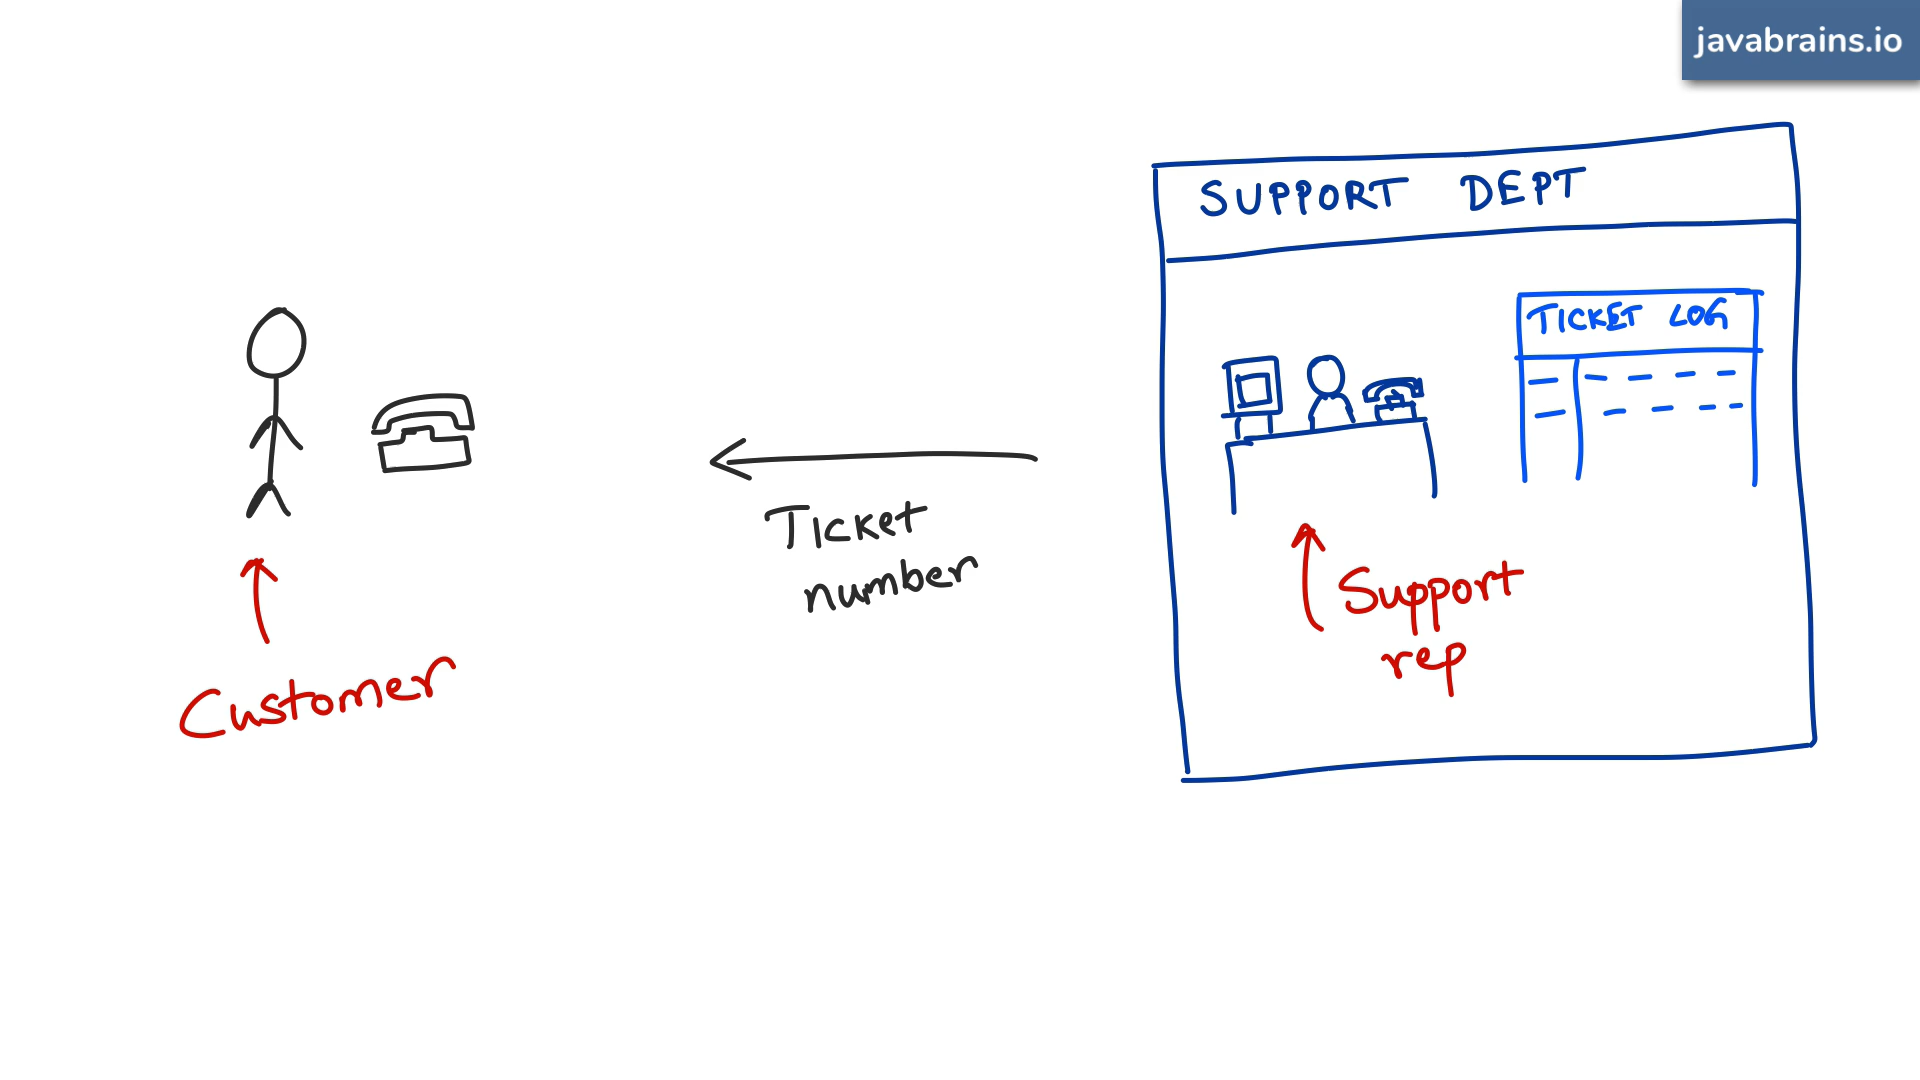 javabrains.io
SUPPORT DEPT
TICKET LOG
Ticket
number
Support
rep
Customer